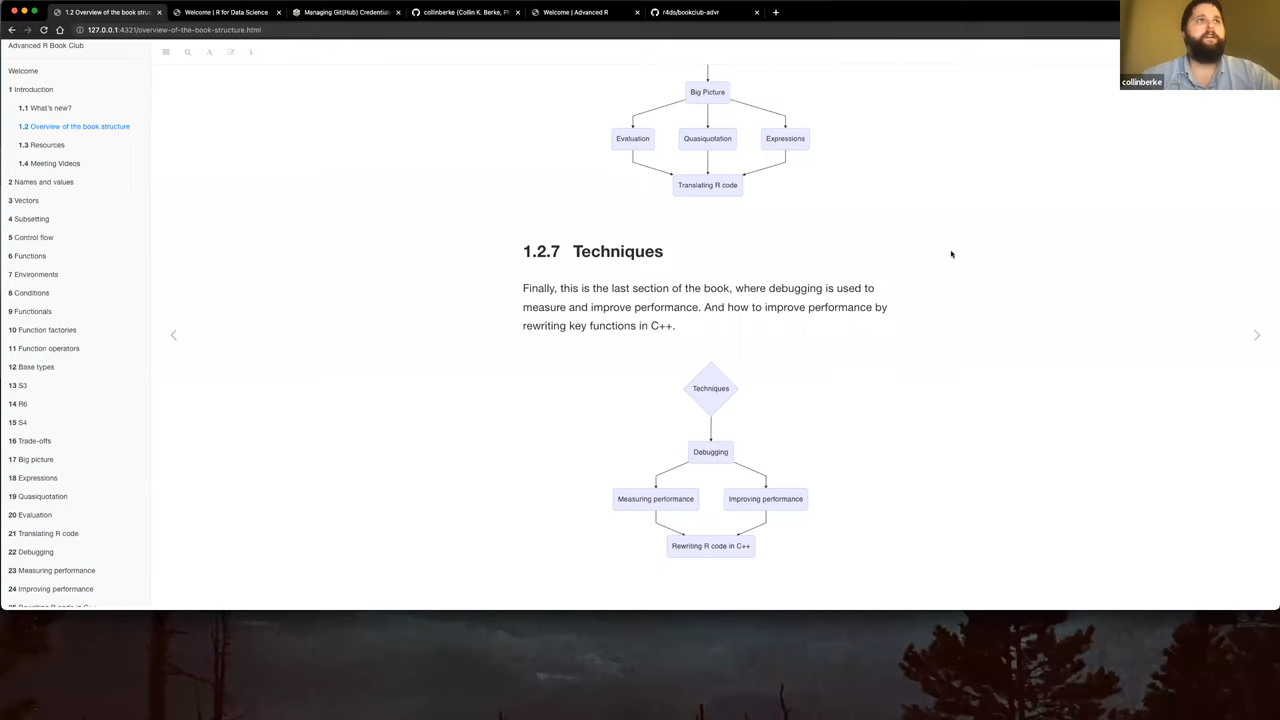 1.2 Overview of the book struc
Welcome | R for Data Science
Managing Git(Hub) Credential
collinberke (Collin K. Berke, Ph
Welcome | Advanced R
r4ds/bookclub-advr
127.0.0.1:4321/overview-of-the-book-structure.html
Advanced R Book Club
Welcome
1 Introduction
1.1 What's new?
1.2 Overview of the book structure
1.3 Resources
1.4 Meeting Videos
2 Names and values
3 Vectors
4 Subsetting
5 Control flow
6 Functions
7 Environments
8 Conditions
9 Functionals
10 Function factories
11 Function operators
12 Base types
13 S3
14 R6
15 S4
16 Trade-offs
17 Big picture
18 Expressions
19 Quasiquotation
20 Evaluation
21 Translating R code
22 Debugging
23 Measuring performance
24 Improving performance
25 Rewriting R code in C++
Big Picture
Evaluation
Quasiquotation
Expressions
Translating R code
1.2.7 Techniques
Finally, this is the last section of the book, where debugging is used to
measure and improve performance. And how to improve performance by
rewriting key functions in C++.
Techniques
Debugging
Measuring performance
Improving performance
Rewriting R code in C++
collinberke